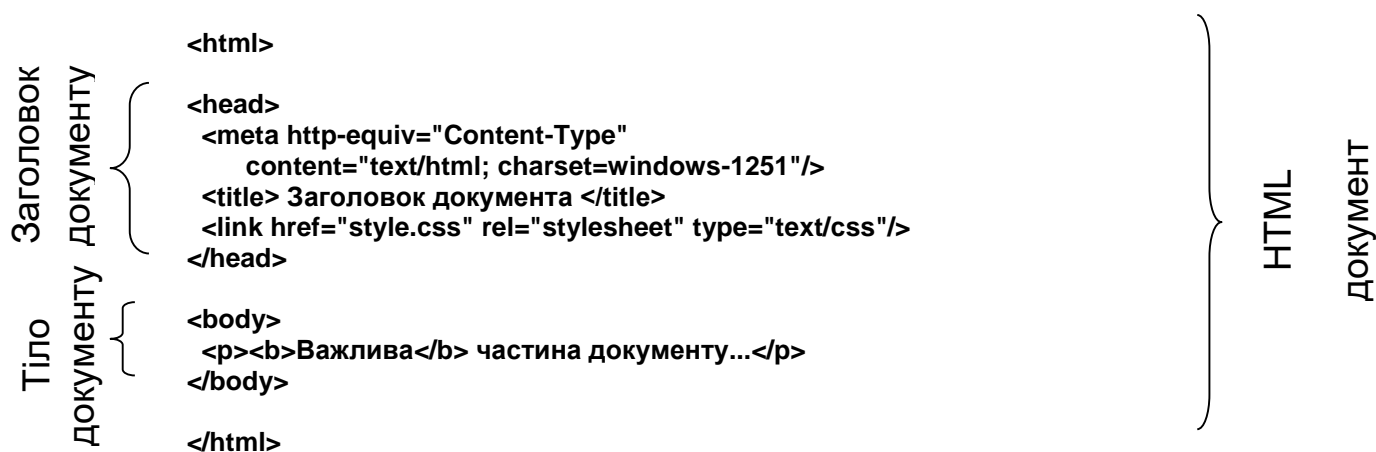 Заголовок
документу
Тіло
документу
<html>
<head>
<meta http-equiv="Content-Type"
content="text/html; charset=windows-1251"/>
<title> Заголовок документа </title>
<link href="style.css" rel="stylesheet" type="text/css"/>
</head>
<body>
<p><b>Важлива</b> частина документу...</p>
</body>
</html>
HTML
документ